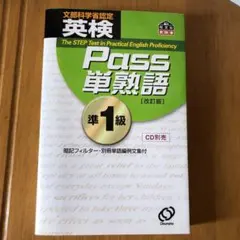 文部科学省認定
英検
The STEP Test in Practical English Proficiency
Pass
単熟語
[改訂版]
準1級
CD別売
暗記フィルター・別冊単語編例文集付
Obunsha